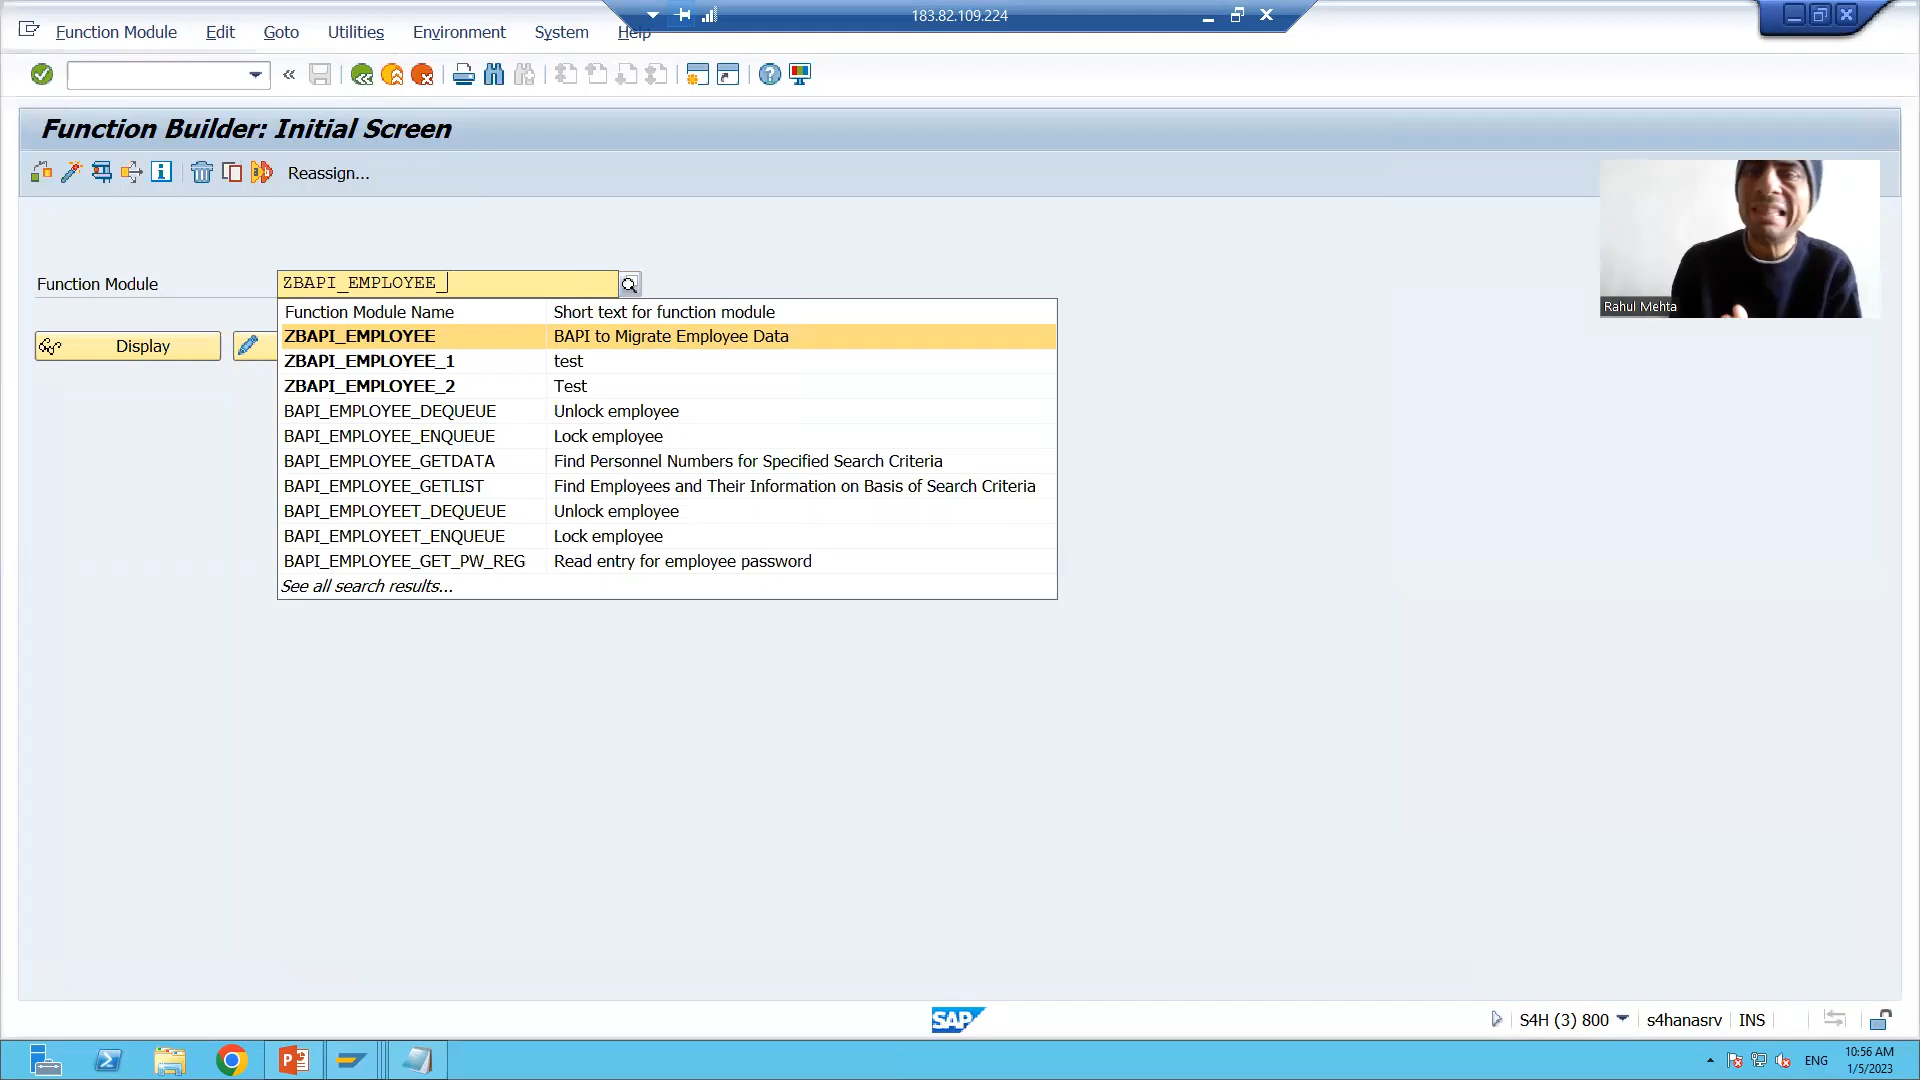 183.82.109.224
Function Module Edit Goto Utilities Environment System Help
Function Builder: Initial Screen
Reassign...
Rahul Mehta
Function Module ZBAPI_EMPLOYEE_
Function Module Name Short text for function module
ZBAPI_EMPLOYEE BAPI to Migrate Employee Data
Display
ZBAPI_EMPLOYEE_1 test
ZBAPI_EMPLOYEE_2 Test
BAPI_EMPLOYEE_DEQUEUE Unlock employee
BAPI_EMPLOYEE_ENQUEUE Lock employee
BAPI_EMPLOYEE_GETDATA Find Personnel Numbers for Specified Search Criteria
BAPI_EMPLOYEE_GETLIST Find Employees and Their Information on Basis of Search Criteria
BAPI_EMPLOYEET_DEQUEUE Unlock employee
BAPI_EMPLOYEET_ENQUEUE Lock employee
BAPI_EMPLOYEE_GET_PW_REG Read entry for employee password
See all search results...
SAP
S4H (3) 800 s4hanasrv INS
ENG
10:56 AM
1/5/2023